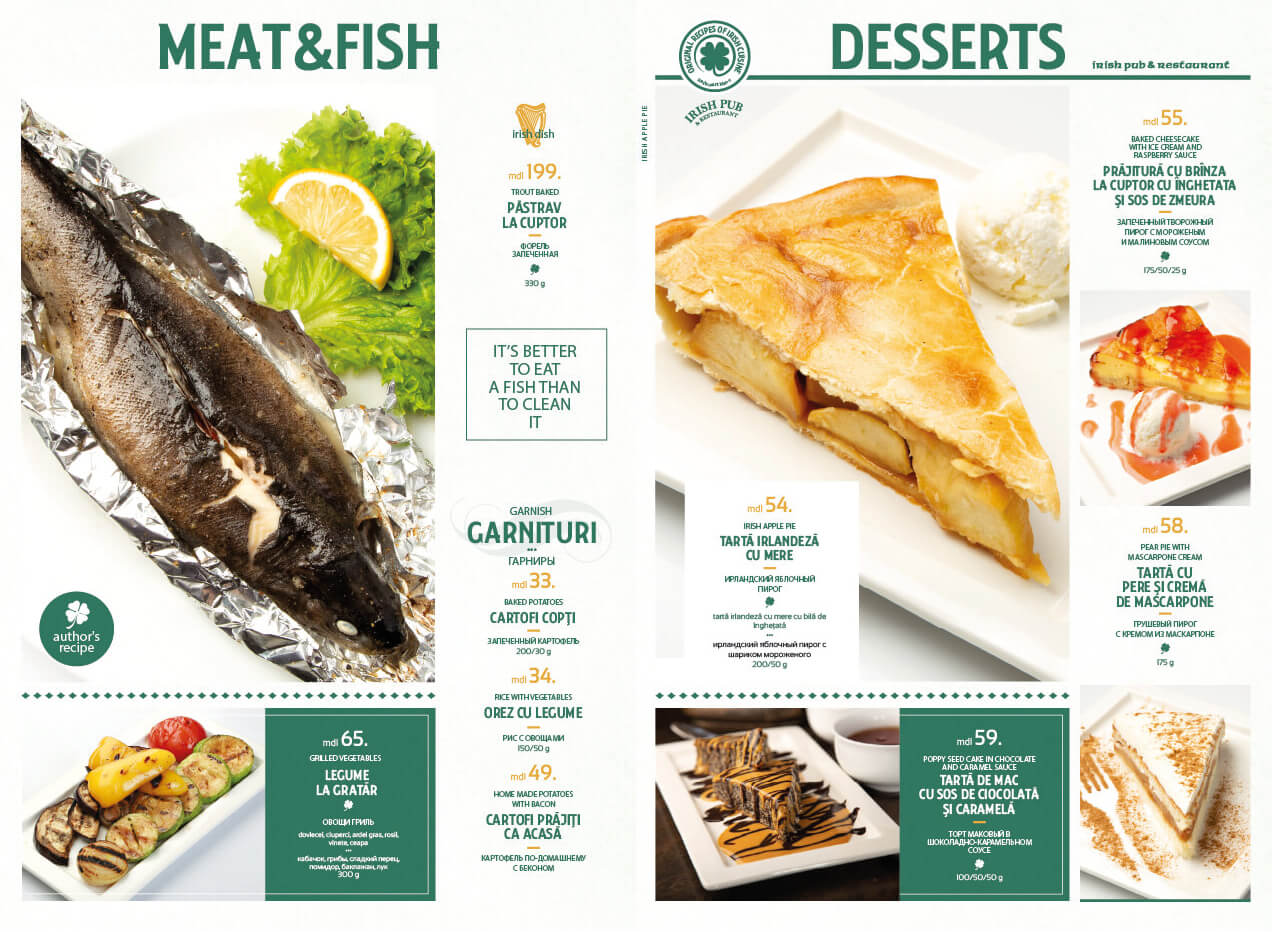 MEAT&FISH
irish dish
mdl 199.
TROUT BAKED
PĂSTRAV
LA CUPTOR
ФОРЕЛЬ
ЗАПЕЧЕННАЯ
330 g
IT'S BETTER
TO EAT
A FISH THAN
TO CLEAN
IT
author's
recipe
GARNISH
GARNITURI
ГАРНИРЫ
mdl 33.
BAKED POTATOES
CARTOFI COPȚI
ЗАПЕЧЕННЫЙ КАРТОФЕЛЬ
200/30 g
mdl 34.
RICE WITH VEGETABLES
OREZ CU LEGUME
РИС С ОВОЩАМИ
150/50 g
mdl 49.
HOME MADE POTATOES
WITH BACON
CARTOFI PRĂJIȚI
CA ACASĂ
КАРТОФЕЛЬ ПО-ДОМАШНЕМУ
С БЕКОНОМ
mdl 65.
GRILLED VEGETABLES
LEGUME
LA GRATĂR
ОВОЩИ ГРИЛЬ
dovlecel, ciuperci, ardei gras, rosii,
vinete, ceapa
кабачок, грибы, сладкий перец,
помидор, баклажан, лук
300 g
ORIGINAL RECIPES OF IRISH CUISINE
IRISH PUB
& RESTAURANT
DESSERTS
irish pub & restaurant
IRISH APPLE PIE
mdl 55.
BAKED CHEESECAKE
WITH ICE CREAM AND
RASPBERRY SAUCE
PRĂJITURĂ CU BRÎNZA
LA CUPTOR CU ÎNGHETATA
ȘI SOS DE ZMEURA
ЗАПЕЧЕННЫЙ ТВОРОЖНЫЙ
ПИРОГ С МОРОЖЕНЫМ
И МАЛИНОВЫМ СОУСОМ
175/50/25 g
mdl 54.
IRISH APPLE PIE
TARTĂ IRLANDEZĂ
CU MERE
ИРЛАНДСКИЙ ЯБЛОЧНЫЙ
ПИРОГ
tartă irlandeză cu mere cu bilă de
înghețată
ирландский яблочный пирог с
шариком мороженого
200/50 g
mdl 58.
PEAR PIE WITH
MASCARPONE CREAM
TARTĂ CU
PERE ȘI CREMĂ
DE MASCARPONE
ГРУШЕВЫЙ ПИРОГ
С КРЕМОМ ИЗ МАСКАРПОНЕ
175 g
mdl 59.
POPPY SEED CAKE IN CHOCOLATE
AND CARAMEL SAUCE
TARTĂ DE MAC
CU SOS DE CIOCOLATĂ
ȘI CARAMELĂ
ТОРТ МАКОВЫЙ В
ШОКОЛАДНО-КАРАМЕЛЬНОМ
СОУСЕ
100/50/50 g